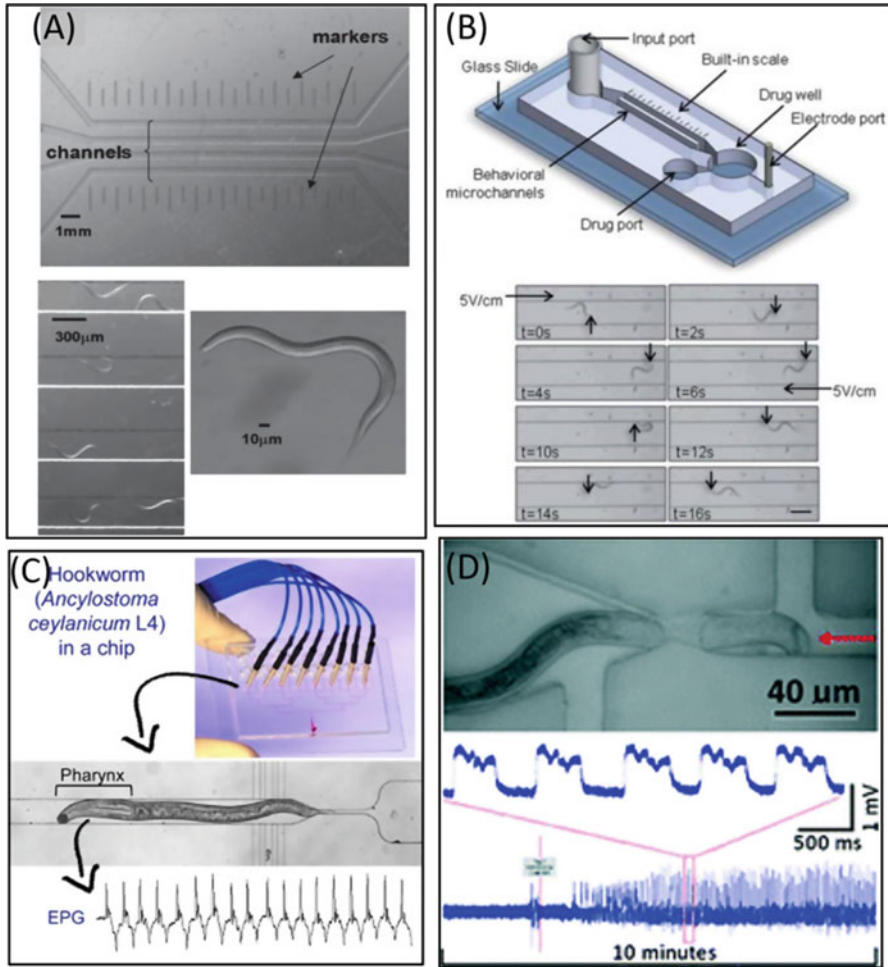 (A)
markers
channels
1mm
300μm
10μm
(B)
Input port
Glass Slide
Built-in scale
Drug well
Electrode port
Behavioral
microchannels
Drug port
5V/cm
t=0s
t=2s
t=4s
t=6s
5V/cm
t=10s
t=12s
t=14s
t=16s
(C)
Hookworm
(Ancylostoma
ceylanicum L4)
in a chip
Pharynx
EPG
(D)
40 μm
1 mV
500 ms
10 minutes